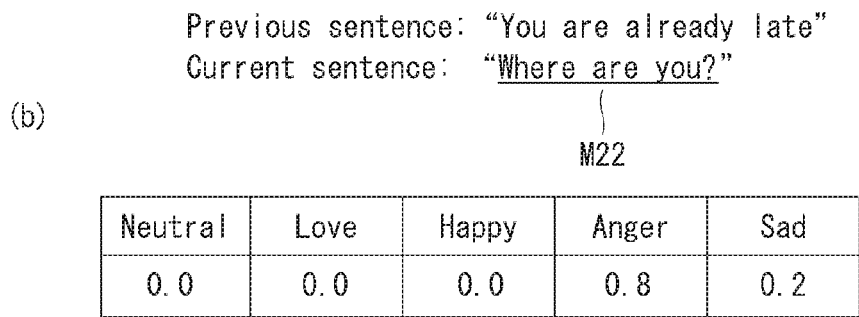 Previous sentence: “You are already late”
Current sentence: “Where are you?”
(b)
M22
Neutral Love Happy Anger Sad
0.0 0.0 0.0 0.8 0.2